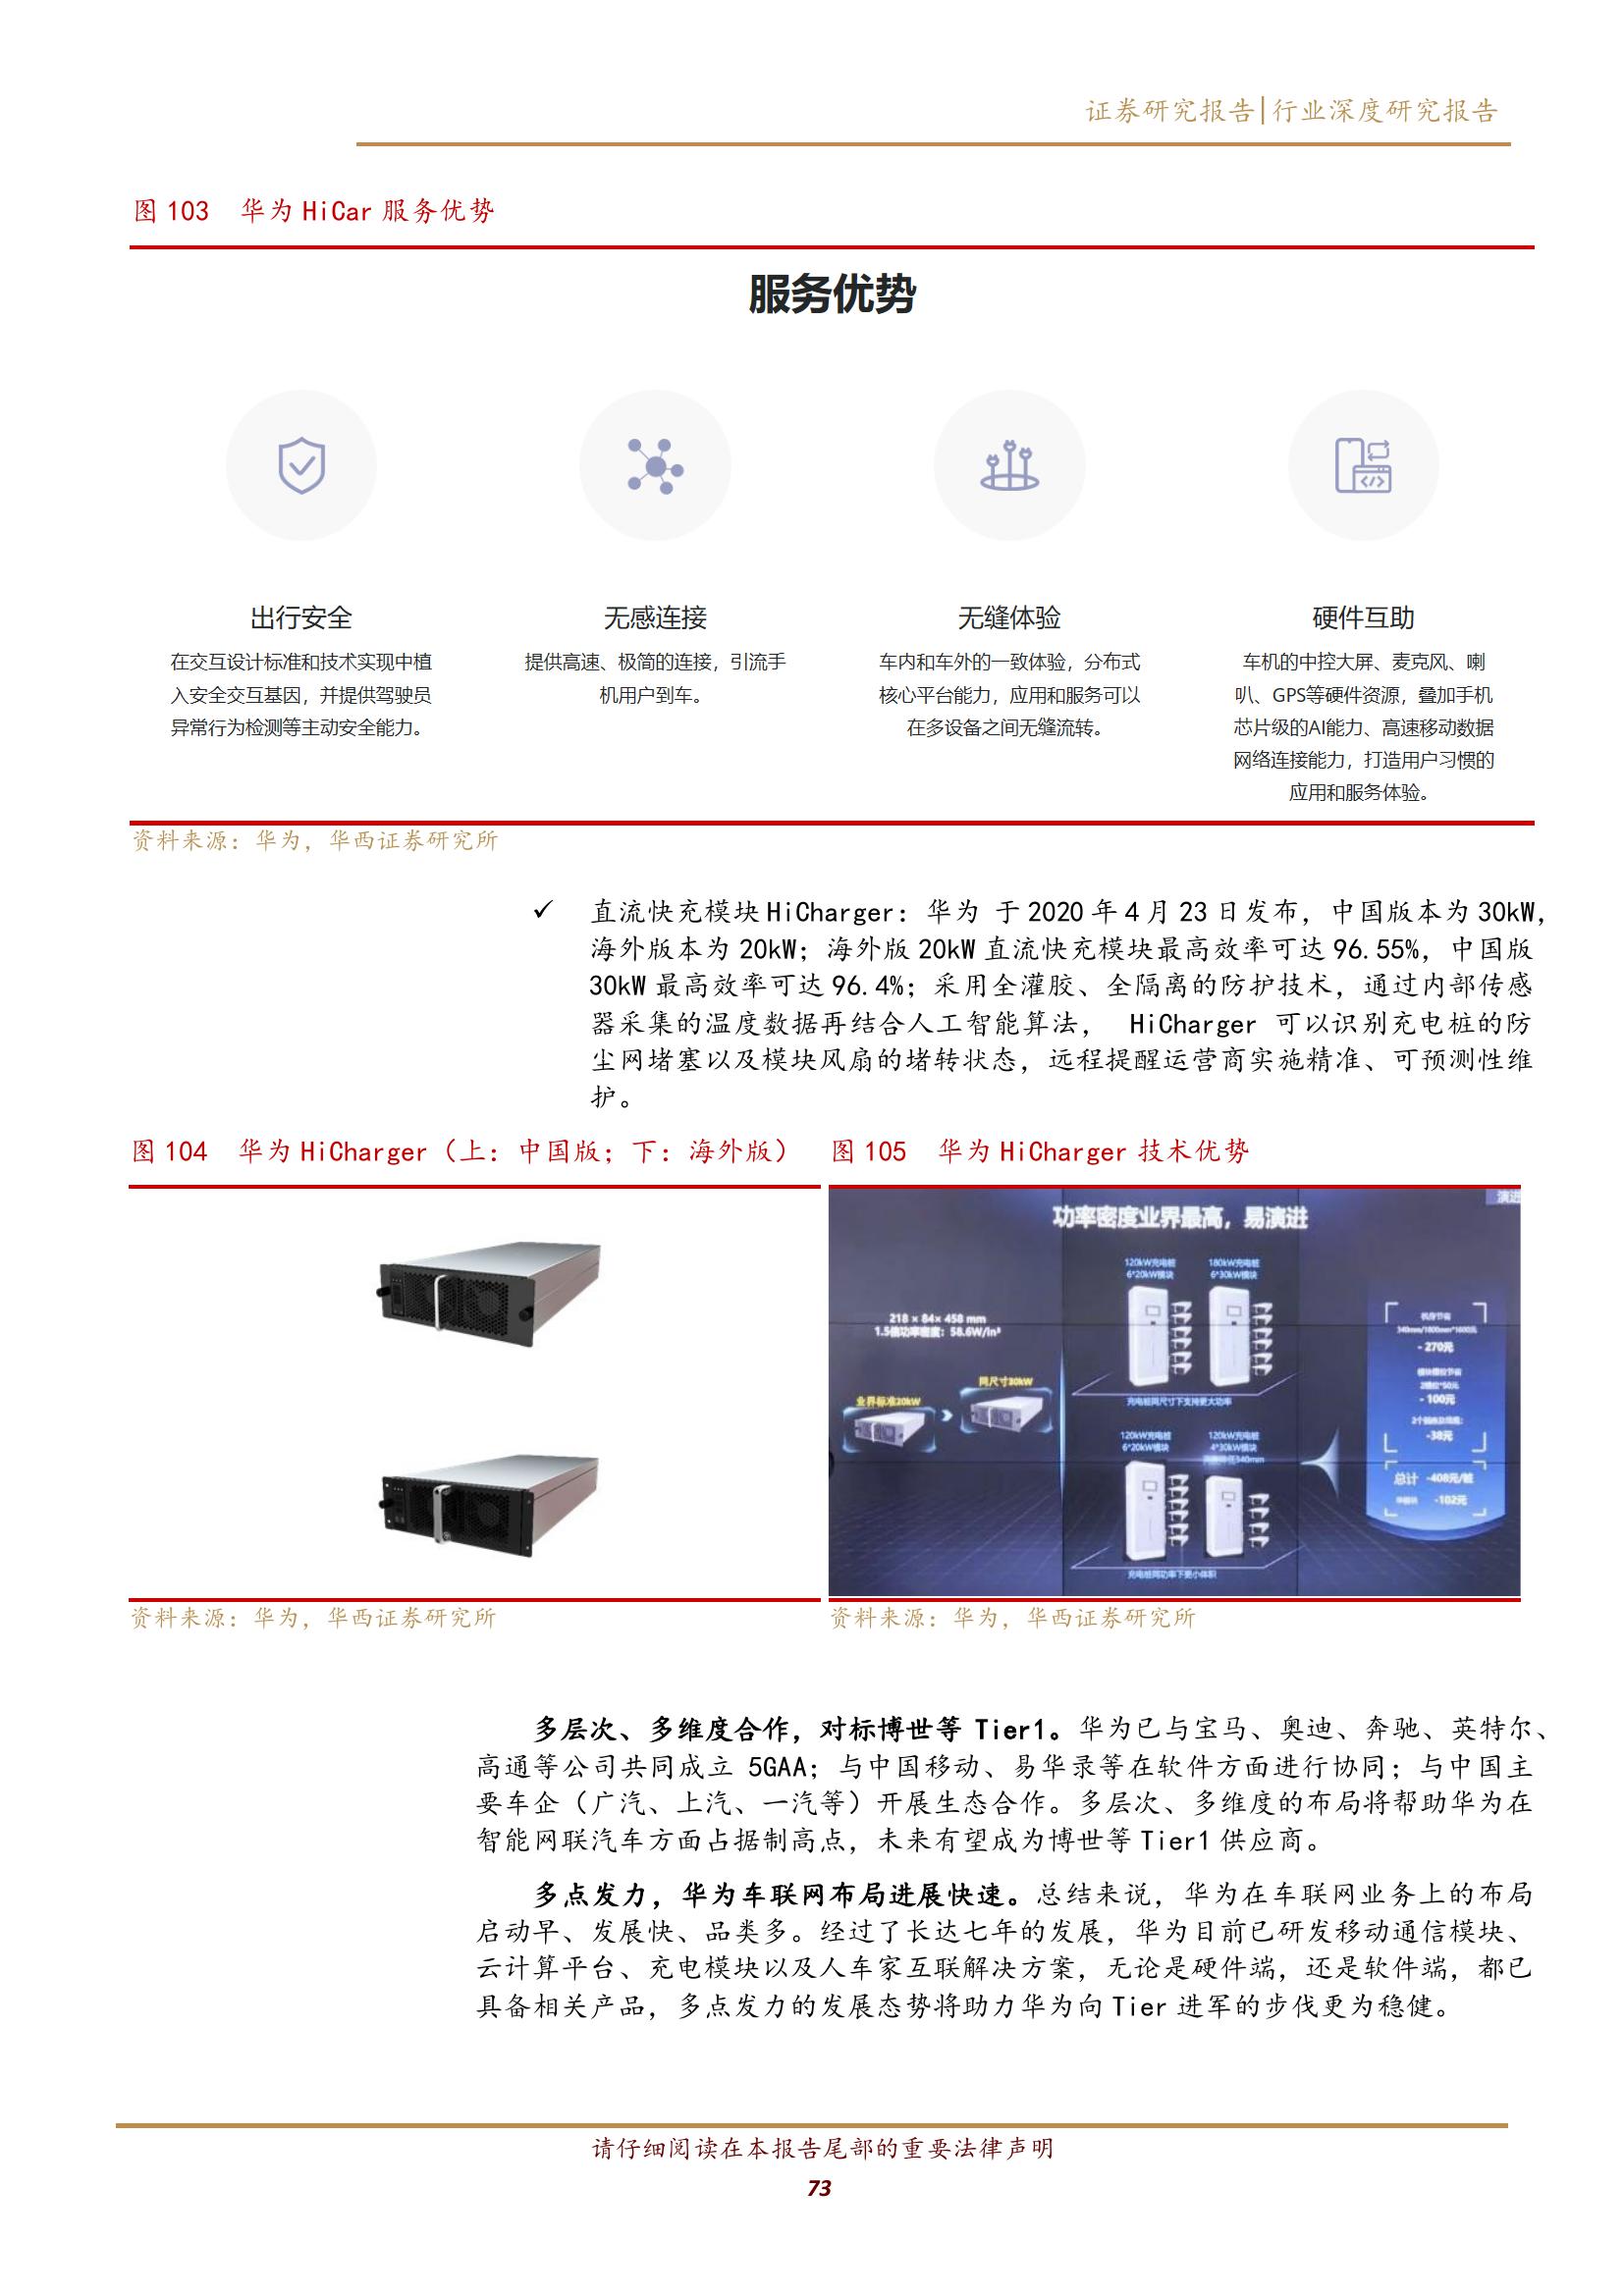 证券研究报告|行业深度研究报告
图 103 华为 HiCar 服务优势
服务优势
出行安全
在交互设计标准和技术实现中植
入安全交互基因，并提供驾驶员
异常行为检测等主动安全能力。
无感连接
提供高速、极简的连接，引流手
机用户到车。
无缝体验
车内和车外的一致体验，分布式
核心平台能力，应用和服务可以
在多设备之间无缝流转。
硬件互助
车机的中控大屏、麦克风、喇
叭、GPS等硬件资源，叠加手机
芯片级的AI能力、高速移动数据
网络连接能力，打造用户习惯的
应用和服务体验。
资料来源：华为，华西证券研究所
✓ 直流快充模块 HiCharger：华为 于 2020 年 4 月 23 日发布，中国版本为 30kW，
海外版本为 20kW；海外版 20kW 直流快充模块最高效率可达 96.55%，中国版
30kW 最高效率可达 96.4%；采用全灌胶、全隔离的防护技术，通过内部传感
器采集的温度数据再结合人工智能算法， HiCharger 可以识别充电桩的防
尘网堵塞以及模块风扇的堵转状态，远程提醒运营商实施精准、可预测性维
护。
图 104 华为 HiCharger（上：中国版；下：海外版）
图 105 华为 HiCharger 技术优势
演进
功率密度业界最高，易演进
218 × 84× 458 mm
1.5倍功率密度：58.6W/in³
业界标准20kW
同尺寸30kW
120kW充电桩
6*20kW模块
180kW充电桩
6*30kW模块
充电桩同尺寸下支持更大功率
120kW充电桩
6*20kW模块
120kW充电桩
4*30kW模块
充电桩同功率下更小体积
- 270元
- 100元
-38元
总计 -408元/桩
-102元
资料来源：华为，华西证券研究所
资料来源：华为，华西证券研究所
多层次、多维度合作，对标博世等 Tier1。华为已与宝马、奥迪、奔驰、英特尔、
高通等公司共同成立 5GAA；与中国移动、易华录等在软件方面进行协同；与中国主
要车企（广汽、上汽、一汽等）开展生态合作。多层次、多维度的布局将帮助华为在
智能网联汽车方面占据制高点，未来有望成为博世等 Tier1 供应商。
多点发力，华为车联网布局进展快速。总结来说，华为在车联网业务上的布局
启动早、发展快、品类多。经过了长达七年的发展，华为目前已研发移动通信模块、
云计算平台、充电模块以及人车家互联解决方案，无论是硬件端，还是软件端，都已
具备相关产品，多点发力的发展态势将助力华为向 Tier 进军的步伐更为稳健。
请仔细阅读在本报告尾部的重要法律声明
73